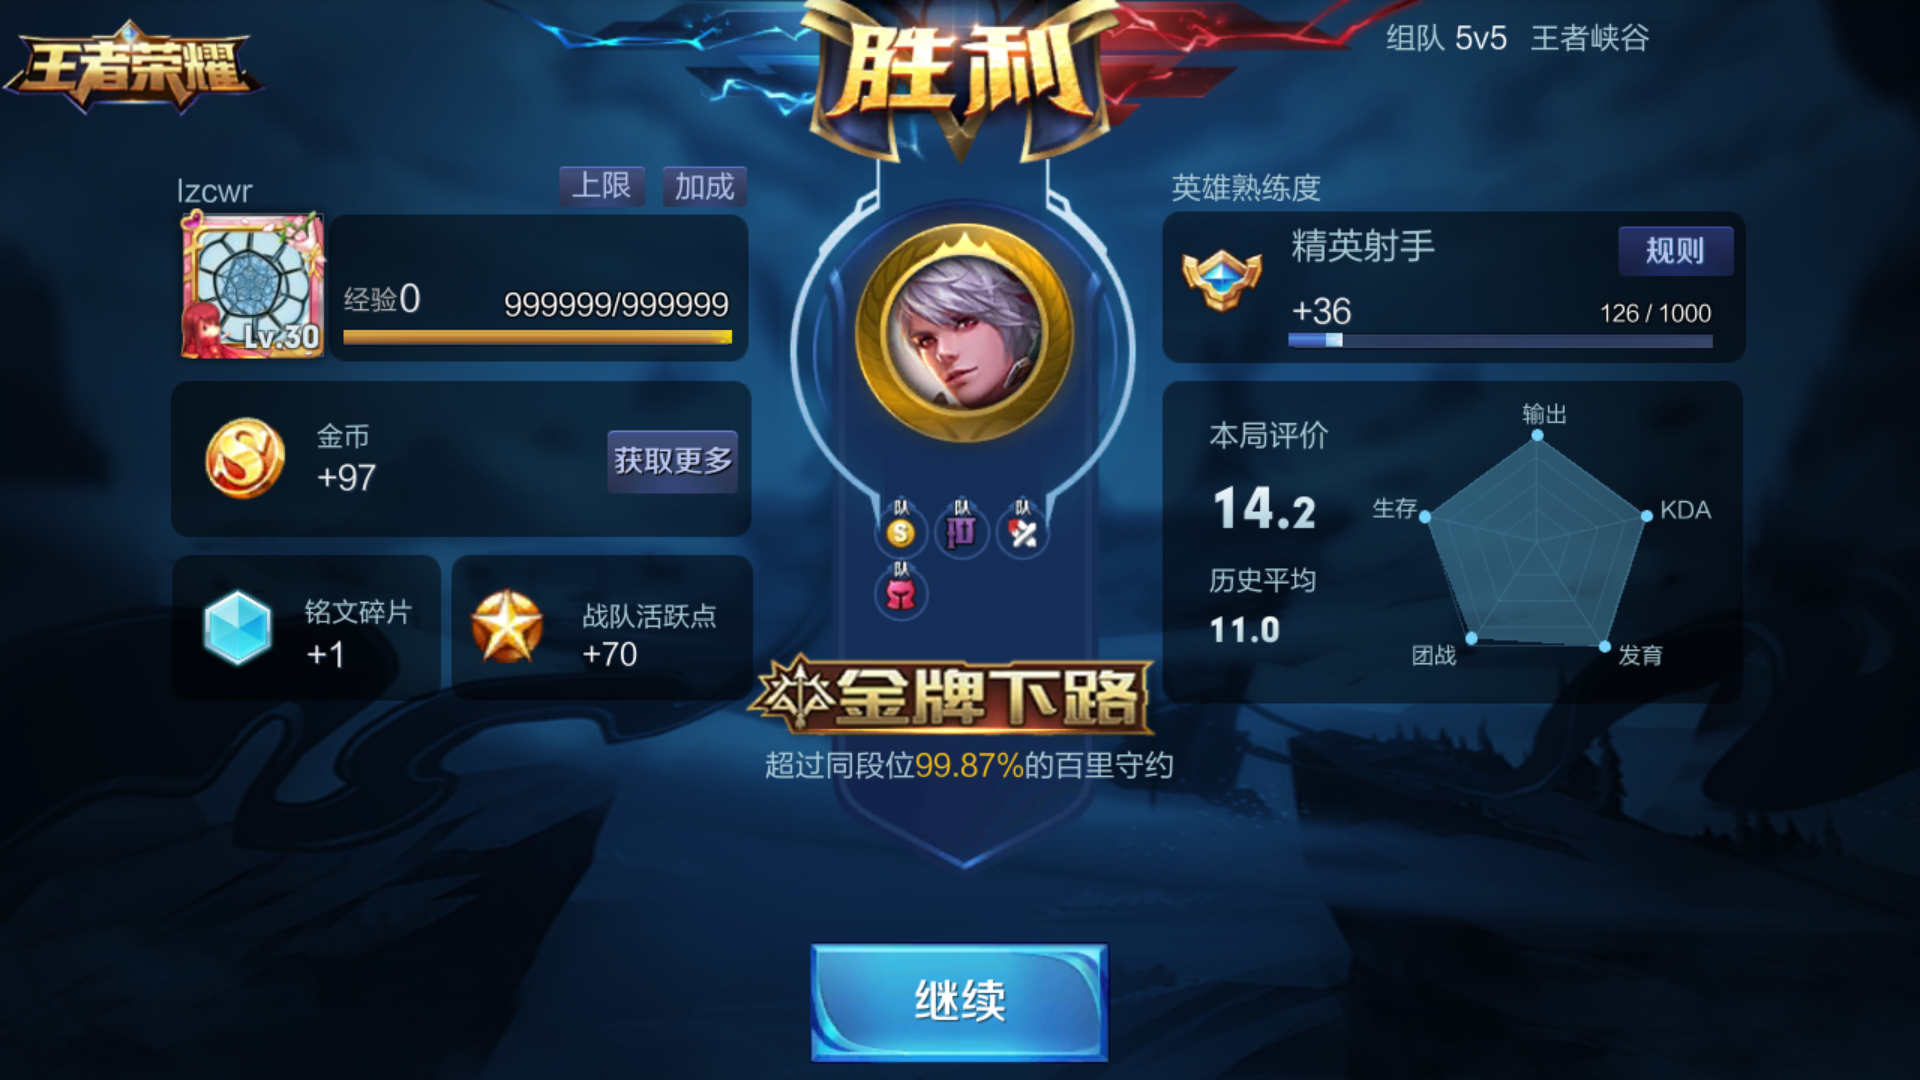 王者荣耀
胜利
组队 5v5 王者峡谷
lzcwr
上限
加成
Lv.30
经验0
999999/999999
金币
+97
获取更多
铭文碎片
+1
战队活跃点
+70
队 队 队
队
金牌下路
超过同段位99.87%的百里守约
英雄熟练度
精英射手
规则
+36
126 / 1000
本局评价
14.2
历史平均
11.0
输出
生存
KDA
团战
发育
继续